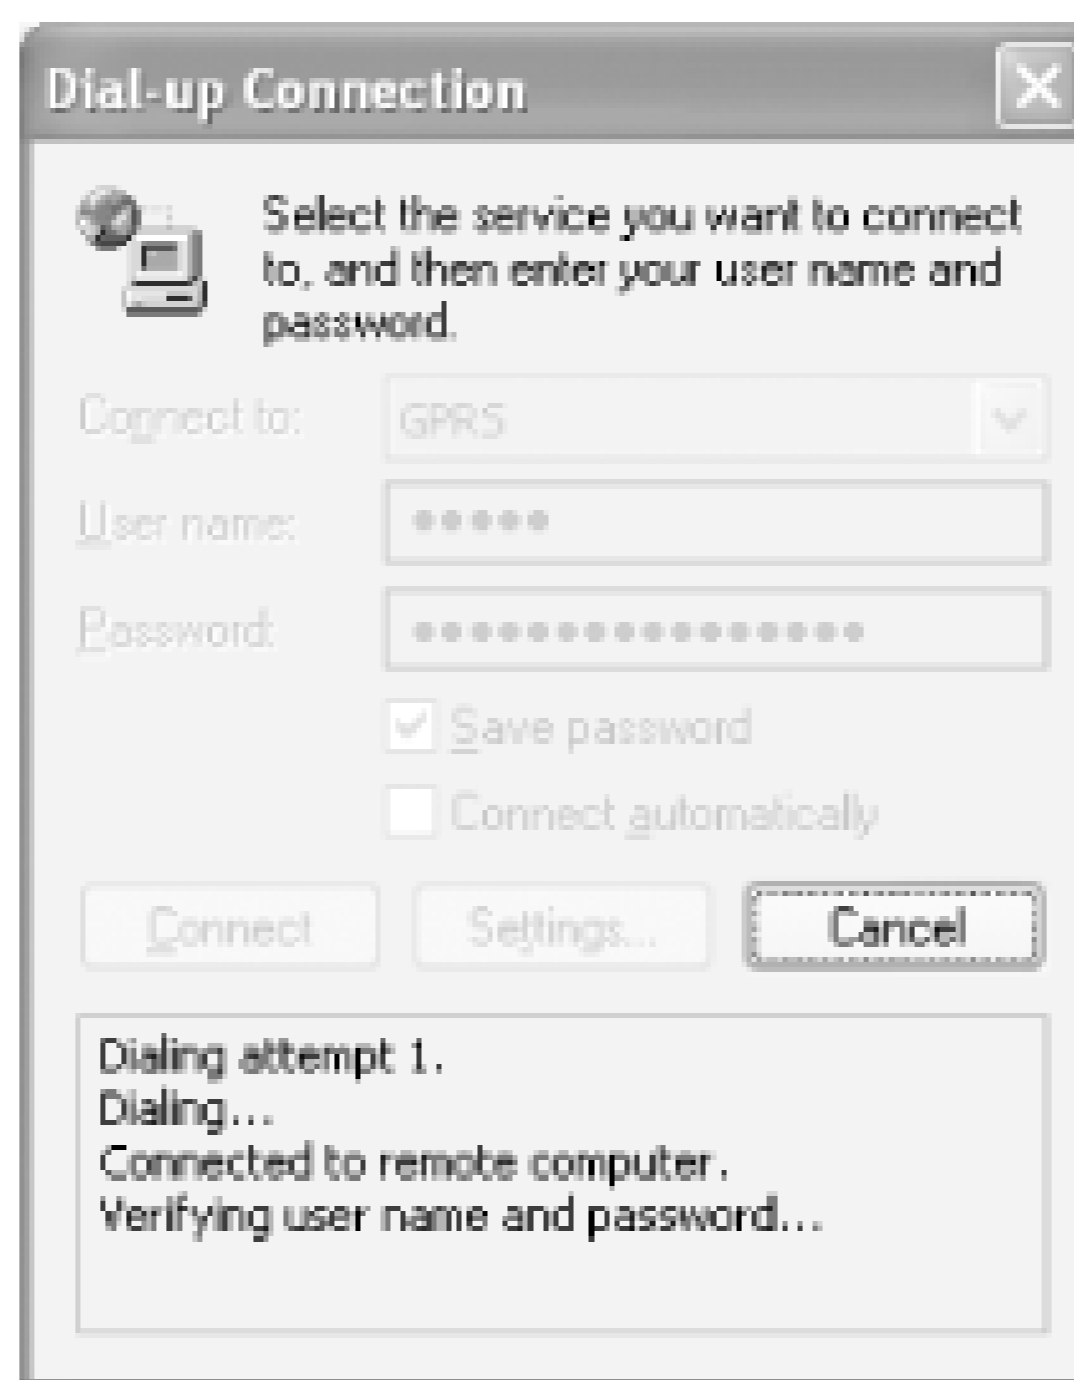 Dial-up Connection
Select the service you want to connect
to, and then enter your user name and
password.
Connect to:
GPRS
User name:
•••••
Password:
••••••••••••••••
Save password
Connect automatically
Connect
Settings...
Cancel
Dialing attempt 1.
Dialing...
Connected to remote computer.
Verifying user name and password...